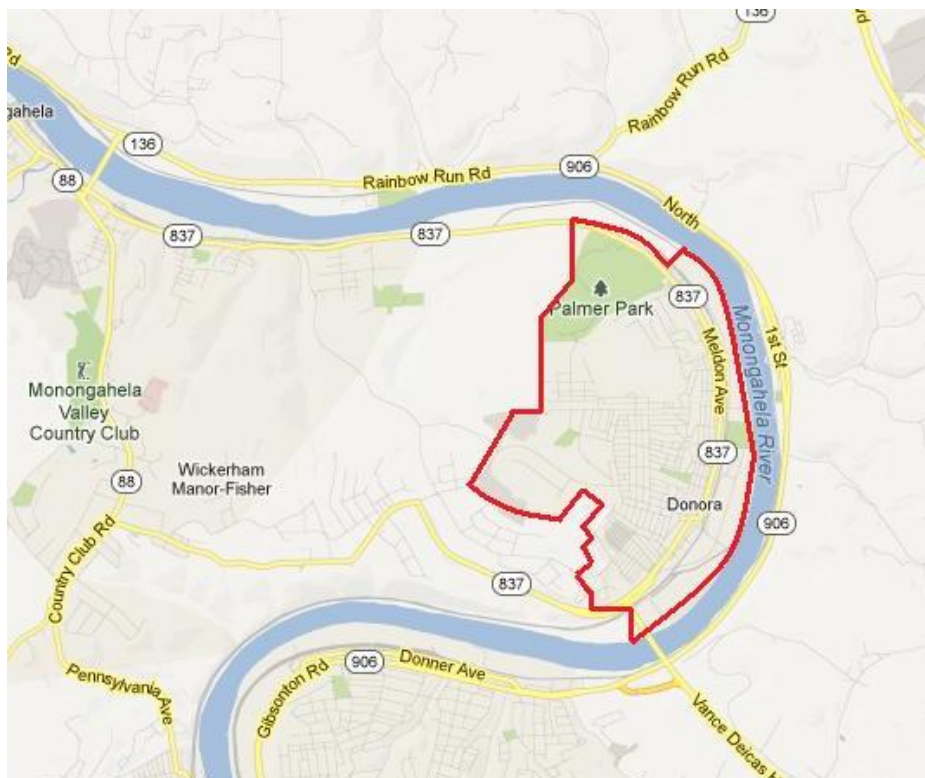 136
Rd
gahela
136
88
Rainbow Run Rd
906
Rainbow Run Rd
North
837
837
Palmer Park
837
Meldon Ave
1st St
Monongahela River
Monongahela
Valley
Country Club
Wickerham
Manor-Fisher
88
837
Donora
906
Country Club Rd
837
906
Donner Ave
Gibsonton Rd
Pennsylvania Ave
Vance Deicas H